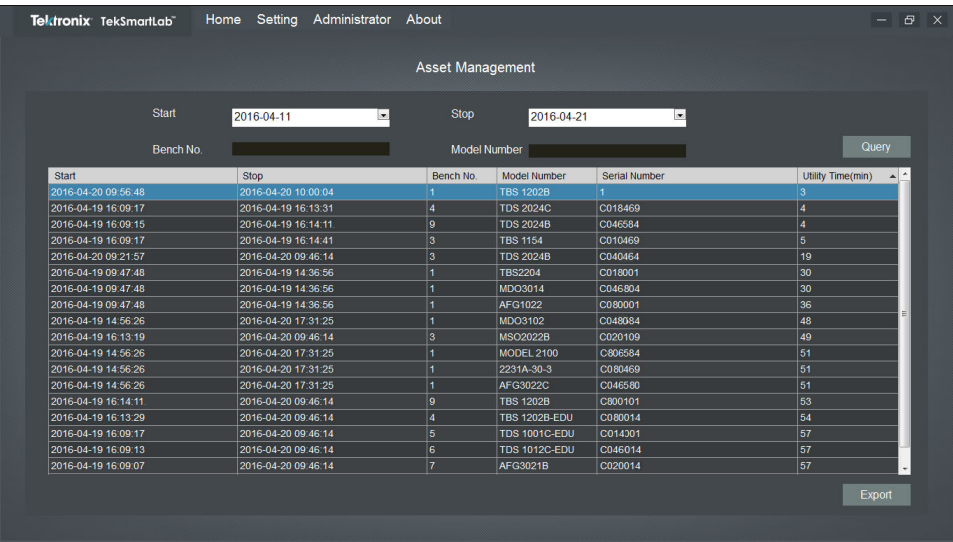 Tektronix TekSmartLab™ Home Setting Administrator About
Asset Management
Start 2016-04-11 Stop 2016-04-21
Bench No. Model Number
Query
Start Stop Bench No. Model Number Serial Number Utility Time(min)
2016-04-20 09:56:48 2016-04-20 10:00:04 1 TBS 1202B 1 3
2016-04-19 16:09:17 2016-04-19 16:13:31 4 TDS 2024C C018469 4
2016-04-19 16:09:15 2016-04-19 16:14:11 9 TDS 2024B C046584 4
2016-04-19 16:09:17 2016-04-19 16:14:41 3 TBS 1154 C010469 5
2016-04-20 09:21:57 2016-04-20 09:46:14 3 TDS 2024B C040464 19
2016-04-19 09:47:48 2016-04-19 14:36:56 1 TBS2204 C018001 30
2016-04-19 09:47:48 2016-04-19 14:36:56 1 MDO3014 C046804 30
2016-04-19 09:47:48 2016-04-19 14:36:56 1 AFG1022 C080001 36
2016-04-19 14:56:26 2016-04-20 17:31:25 1 MDO3102 C048084 48
2016-04-19 16:13:19 2016-04-20 09:46:14 3 MSO2022B C020109 49
2016-04-19 14:56:26 2016-04-20 17:31:25 1 MODEL 2100 C806584 51
2016-04-19 14:56:26 2016-04-20 17:31:25 1 2231A-30-3 C080469 51
2016-04-19 14:56:26 2016-04-20 17:31:25 1 AFG3022C C046580 51
2016-04-19 16:14:11 2016-04-20 09:46:14 9 TBS 1202B C800101 53
2016-04-19 16:13:29 2016-04-20 09:46:14 4 TBS 1202B-EDU C080014 54
2016-04-19 16:09:17 2016-04-20 09:46:14 5 TDS 1001C-EDU C014001 57
2016-04-19 16:09:13 2016-04-20 09:46:14 6 TDS 1012C-EDU C046014 57
2016-04-19 16:09:07 2016-04-20 09:46:14 7 AFG3021B C020014 57
Export